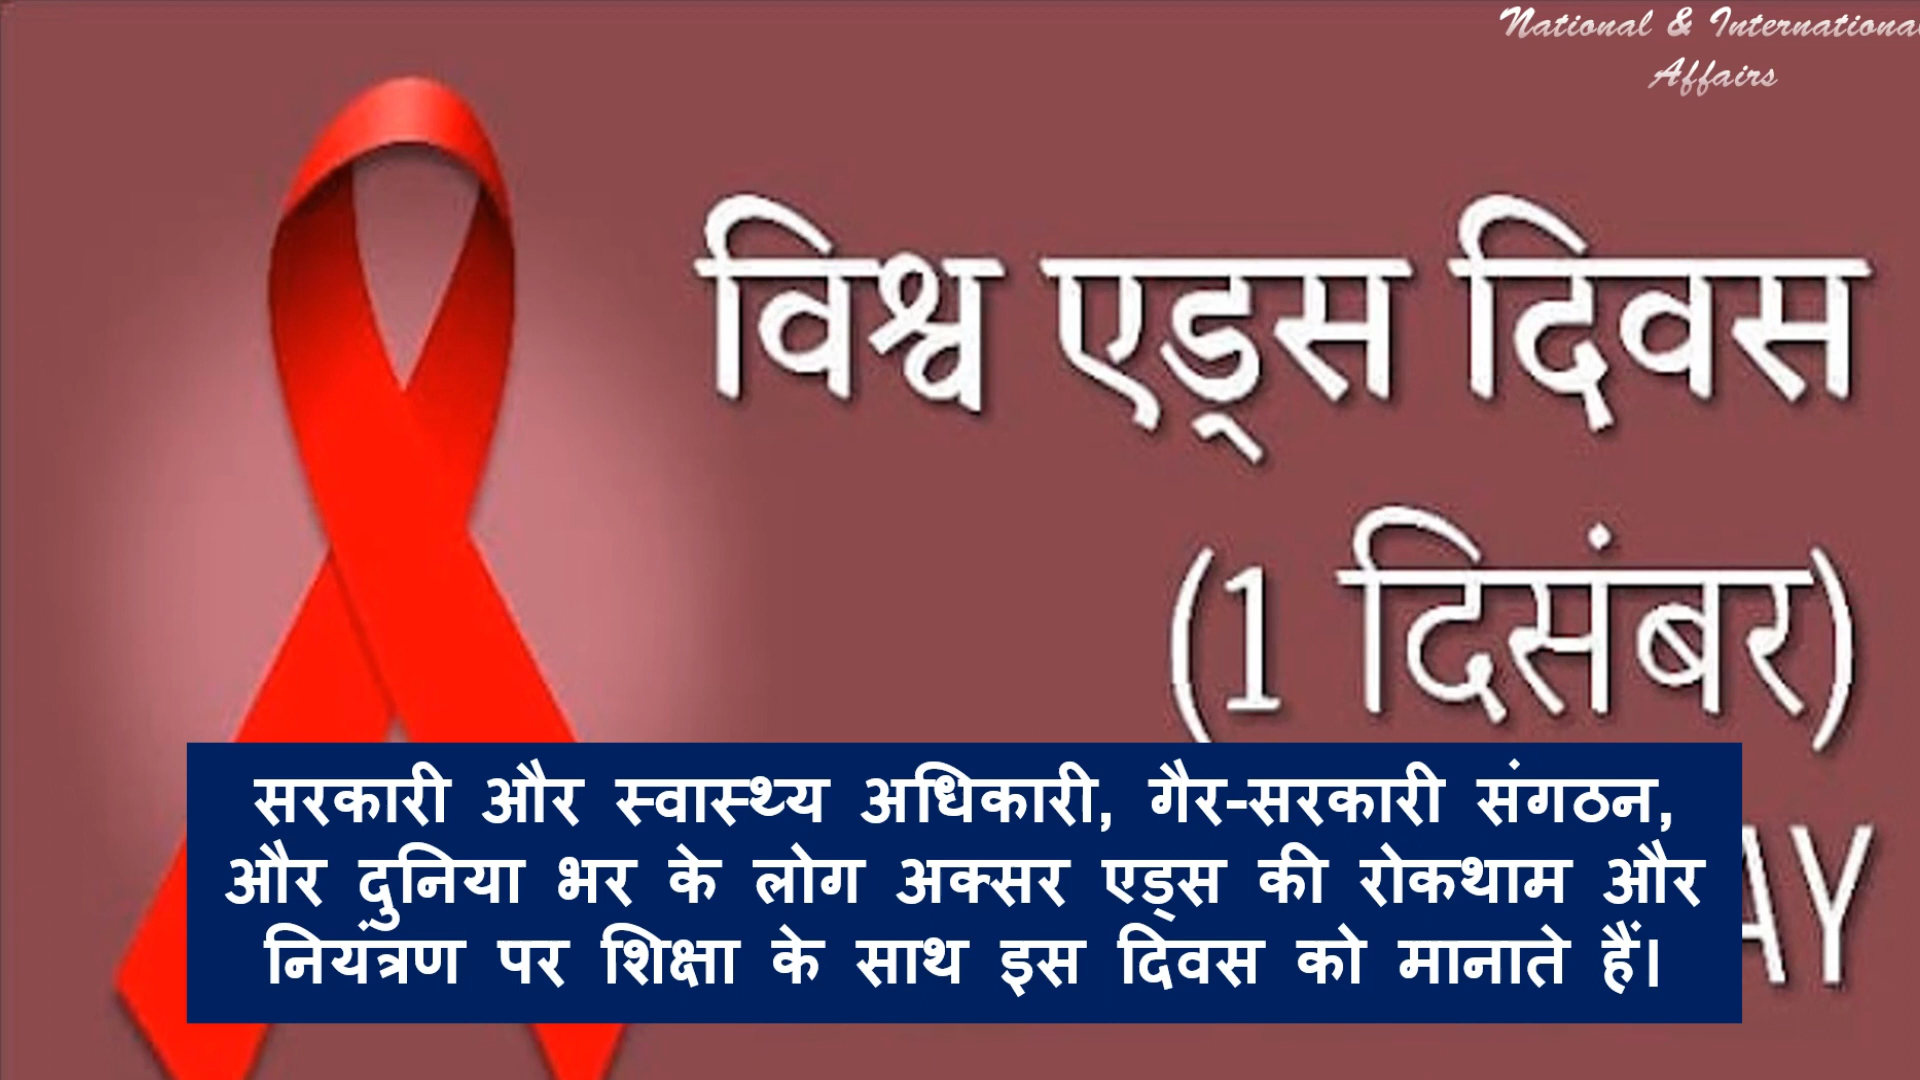 National & International
Affairs
विश्व एड्स दिवस
(1 दिसंबर)
सरकारी और स्वास्थ्य अधिकारी, गैर-सरकारी संगठन,
और दुनिया भर के लोग अक्सर एड्स की रोकथाम और
नियंत्रण पर शिक्षा के साथ इस दिवस को मानाते हैं।